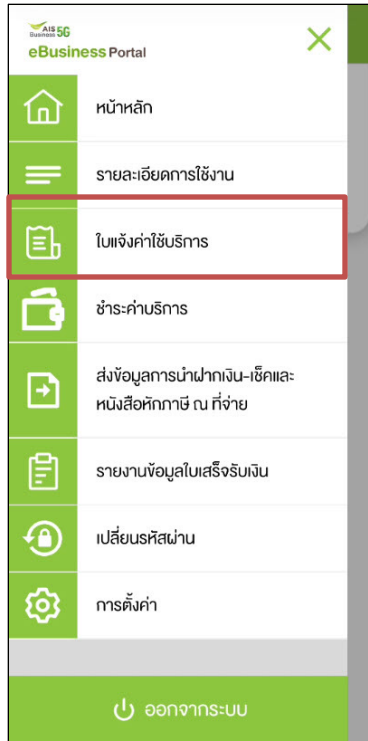 AIS
Business 5G
eBusiness Portal
หน้าหลัก
รายละเอียดการใช้งาน
ใบแจ้งค่าใช้บริการ
ชำระค่าบริการ
ส่งข้อมูลการนำฝากเงิน-เช็คและ
หนังสือหักภาษี ณ ที่จ่าย
รายงานข้อมูลใบเสร็จรับเงิน
เปลี่ยนรหัสผ่าน
การตั้งค่า
ออกจากระบบ